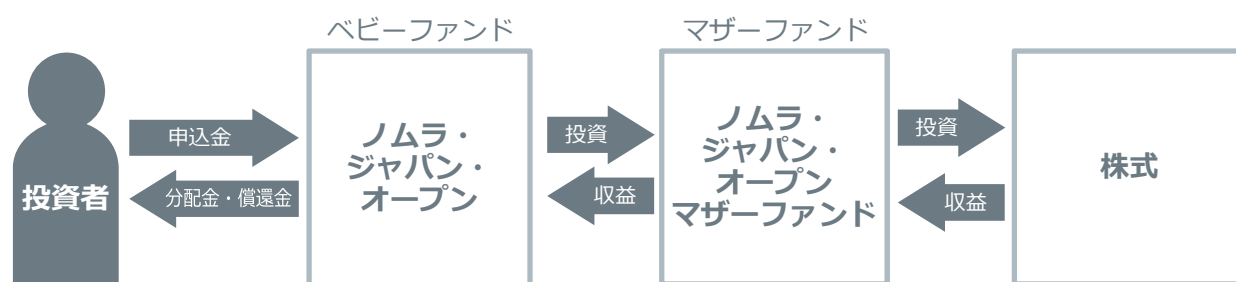 ベビーファンド
マザーファンド
投資者
申込金
分配金・償還金
ノムラ・
ジャパン・
オープン
投資
収益
ノムラ・
ジャパン・
オープン
マザーファンド
投資
収益
株式